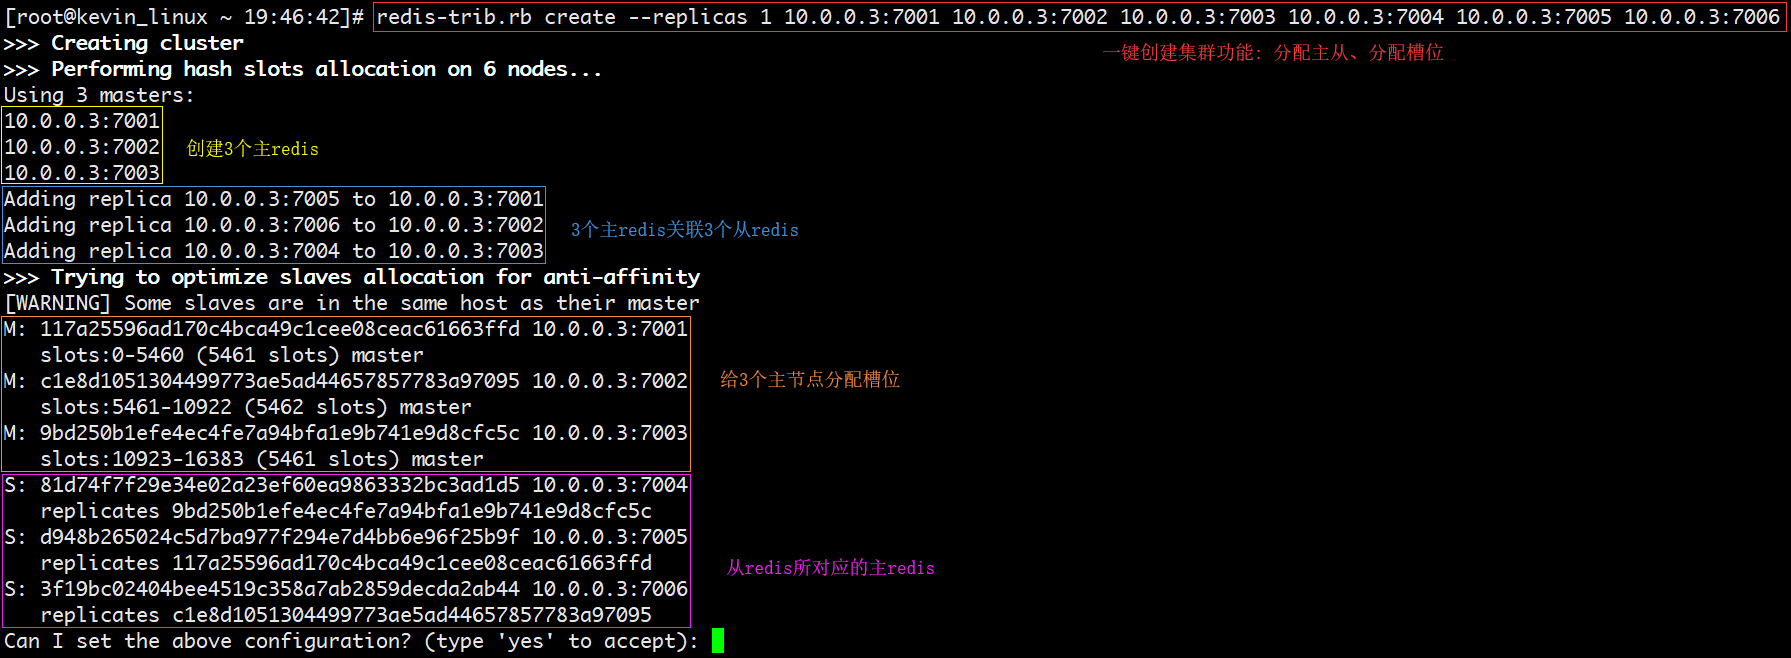 [root@kevin_linux ~ 19:46:42]# redis-trib.rb create --replicas 1 10.0.0.3:7001 10.0.0.3:7002 10.0.0.3:7003 10.0.0.3:7004 10.0.0.3:7005 10.0.0.3:7006
>>> Creating cluster
一键创建集群功能: 分配主从、分配槽位
>>> Performing hash slots allocation on 6 nodes...
Using 3 masters:
10.0.0.3:7001
10.0.0.3:7002
创建3个主redis
10.0.0.3:7003
Adding replica 10.0.0.3:7005 to 10.0.0.3:7001
Adding replica 10.0.0.3:7006 to 10.0.0.3:7002
3个主redis关联3个从redis
Adding replica 10.0.0.3:7004 to 10.0.0.3:7003
>>> Trying to optimize slaves allocation for anti-affinity
[WARNING] Some slaves are in the same host as their master
M: 117a25596ad170c4bca49c1cee08ceac61663ffd 10.0.0.3:7001
slots:0-5460 (5461 slots) master
M: c1e8d1051304499773ae5ad44657857783a97095 10.0.0.3:7002
给3个主节点分配槽位
slots:5461-10922 (5462 slots) master
M: 9bd250b1efe4ec4fe7a94bfa1e9b741e9d8cfc5c 10.0.0.3:7003
slots:10923-16383 (5461 slots) master
S: 81d74f7f29e34e02a23ef60ea9863332bc3ad1d5 10.0.0.3:7004
replicates 9bd250b1efe4ec4fe7a94bfa1e9b741e9d8cfc5c
S: d948b265024c5d7ba977f294e7d4bb6e96f25b9f 10.0.0.3:7005
replicates 117a25596ad170c4bca49c1cee08ceac61663ffd
从redis所对应的主redis
S: 3f19bc02404bee4519c358a7ab2859decda2ab44 10.0.0.3:7006
replicates c1e8d1051304499773ae5ad44657857783a97095
Can I set the above configuration? (type 'yes' to accept):